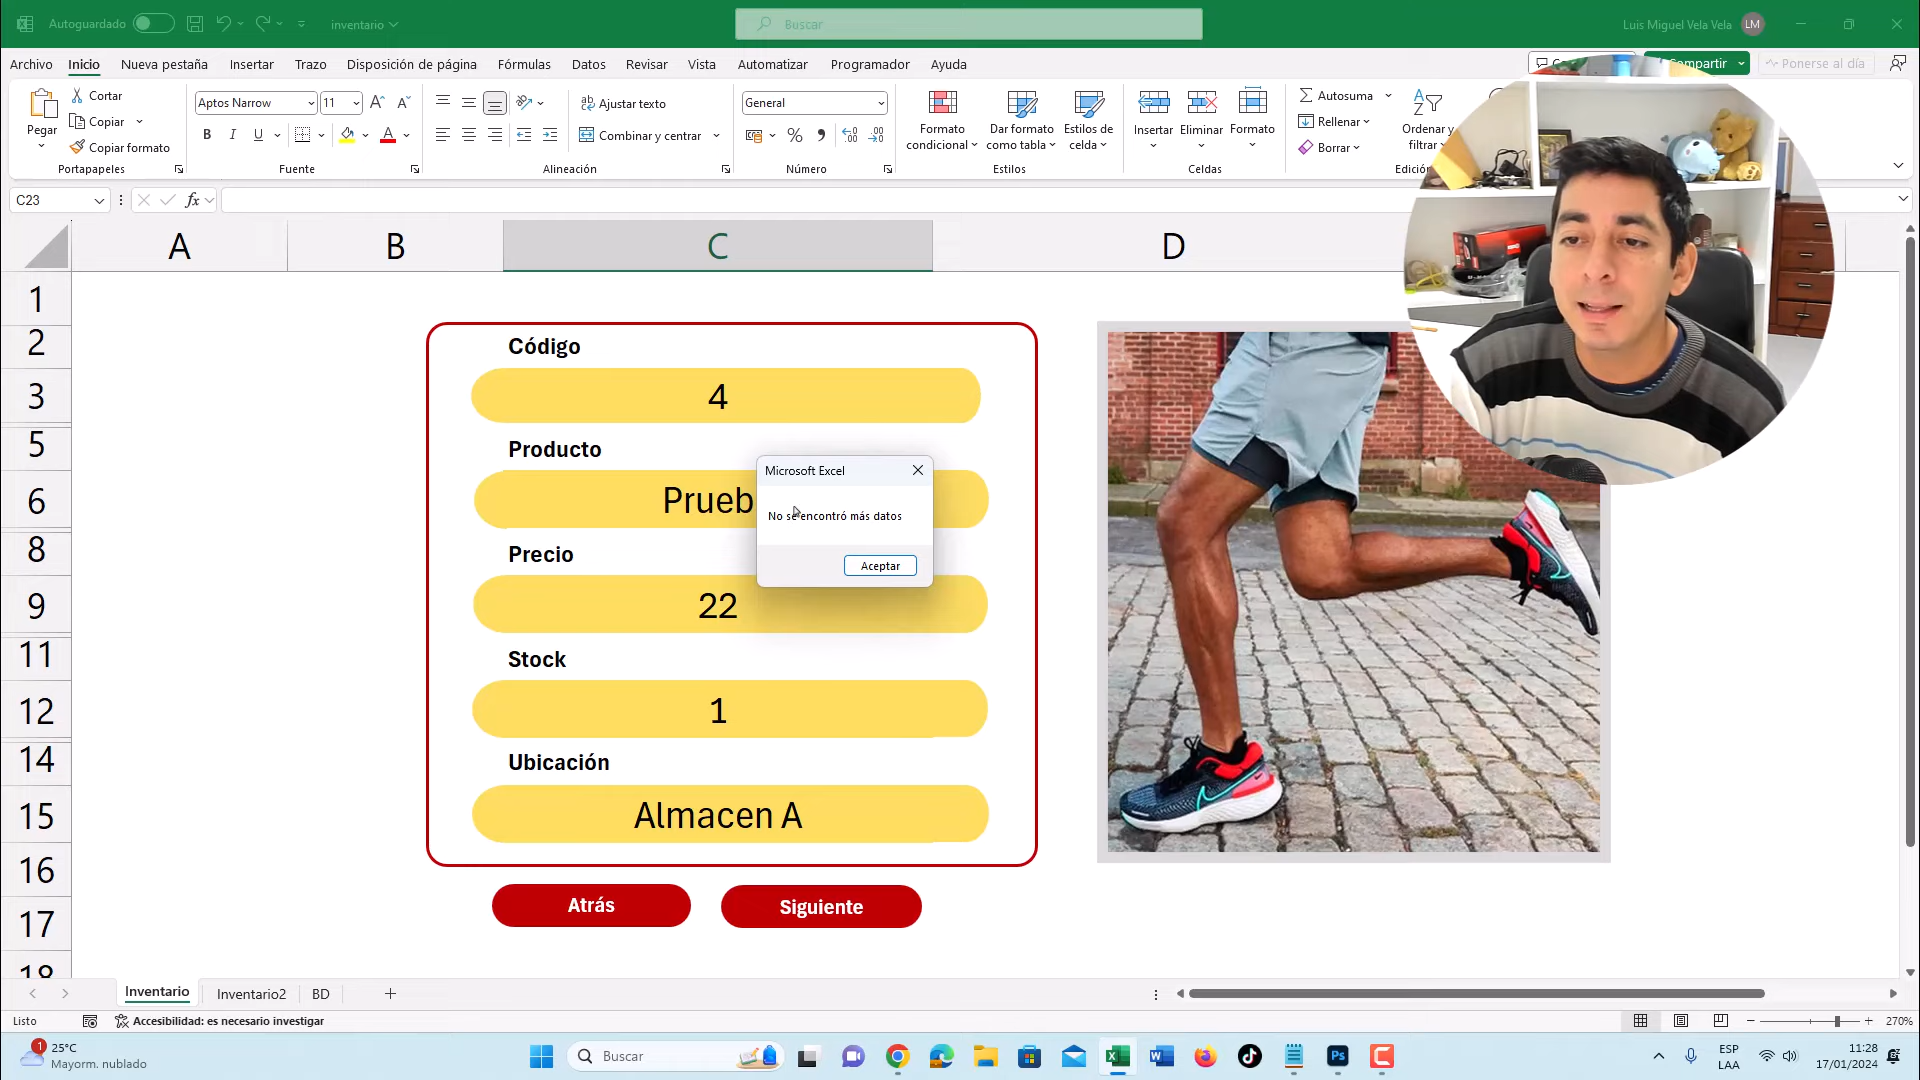 Autoguardado
inventario
Buscar
Luis Miguel Vela Vela
LM
Archivo
Inicio
Nueva pestaña
Insertar
Trazo
Disposición de página
Fórmulas
Datos
Revisar
Vista
Automatizar
Programador
Ayuda
Compartir
Ponerse al día
Pegar
Cortar
Copiar
Copiar formato
Portapapeles
Aptos Narrow
11
Fuente
Ajustar texto
Combinar y centrar
Alineación
General
Número
Formato
condicional
Dar formato
como tabla
Estilos de
celda
Estilos
Insertar
Eliminar
Formato
Celdas
Autosuma
Rellenar
Borrar
Ordenar y
filtrar
Edición
C23
fx
A
B
C
D
1
2
3
5
6
8
9
11
12
14
15
16
17
18
Código
4
Producto
Prueb
Precio
22
Stock
1
Ubicación
Almacen A
Atrás
Siguiente
Microsoft Excel
No se encontró más datos
Aceptar
Inventario
Inventario2
BD
Listo
Accesibilidad: es necesario investigar
270%
1
25°C
Mayorm. nublado
Buscar
ESP
LAA
11:28
17/01/2024